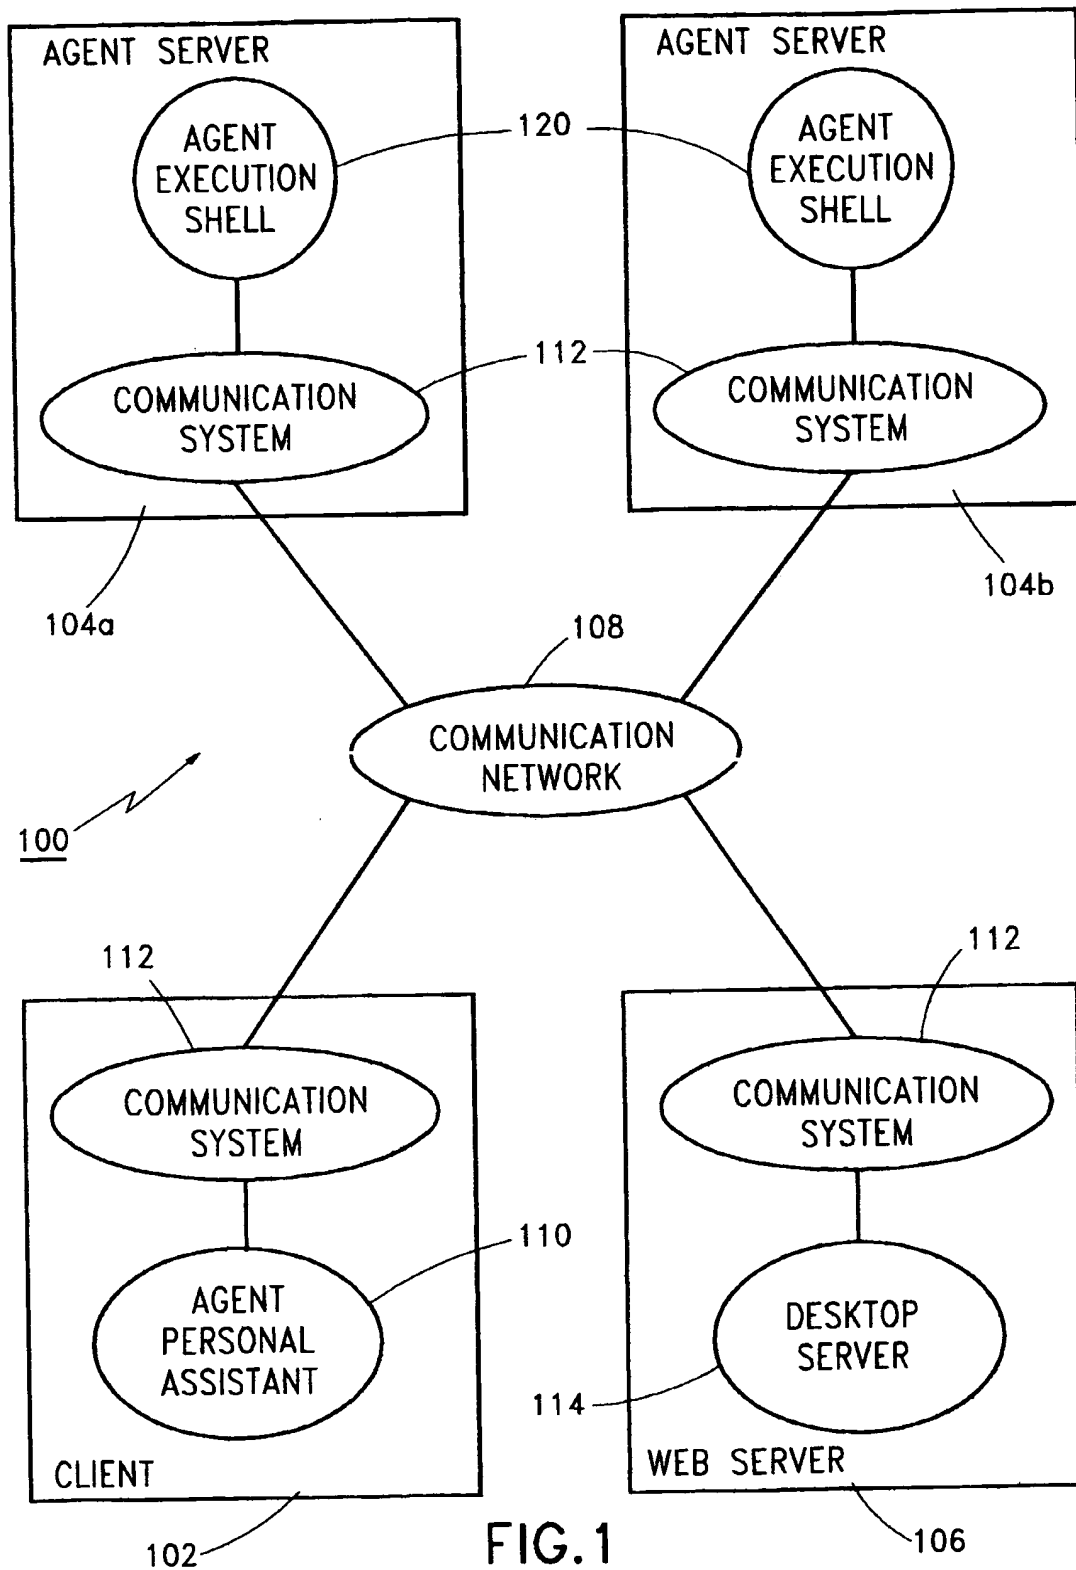 AGENT SERVER
AGENT
EXECUTION
SHELL
COMMUNICATION
SYSTEM
104a
120
112
AGENT SERVER
AGENT
EXECUTION
SHELL
COMMUNICATION
SYSTEM
104b
108
COMMUNICATION
NETWORK
100
112
COMMUNICATION
SYSTEM
AGENT
PERSONAL
ASSISTANT
110
CLIENT
102
112
COMMUNICATION
SYSTEM
DESKTOP
SERVER
114
WEB SERVER
106
FIG.1